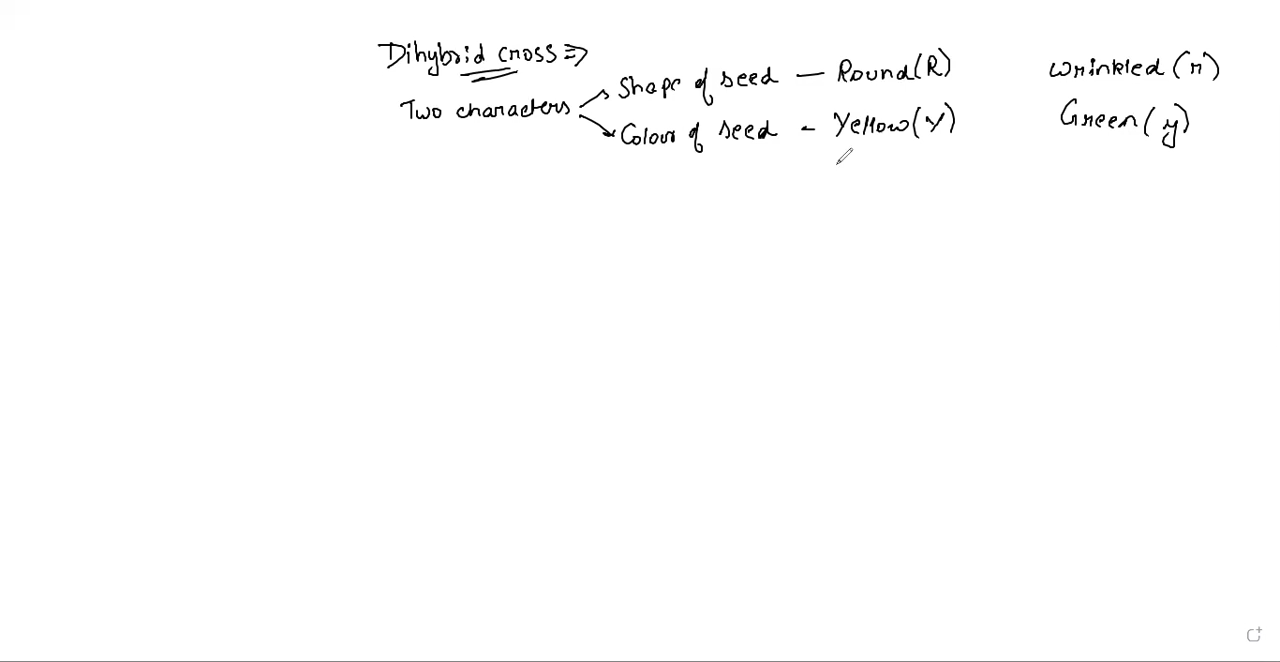 Dihybrid cross ⇒
Two characters
Shape of seed — Round(R) Wrinkled (r)
Colour of seed - Yellow(Y) Green(y)